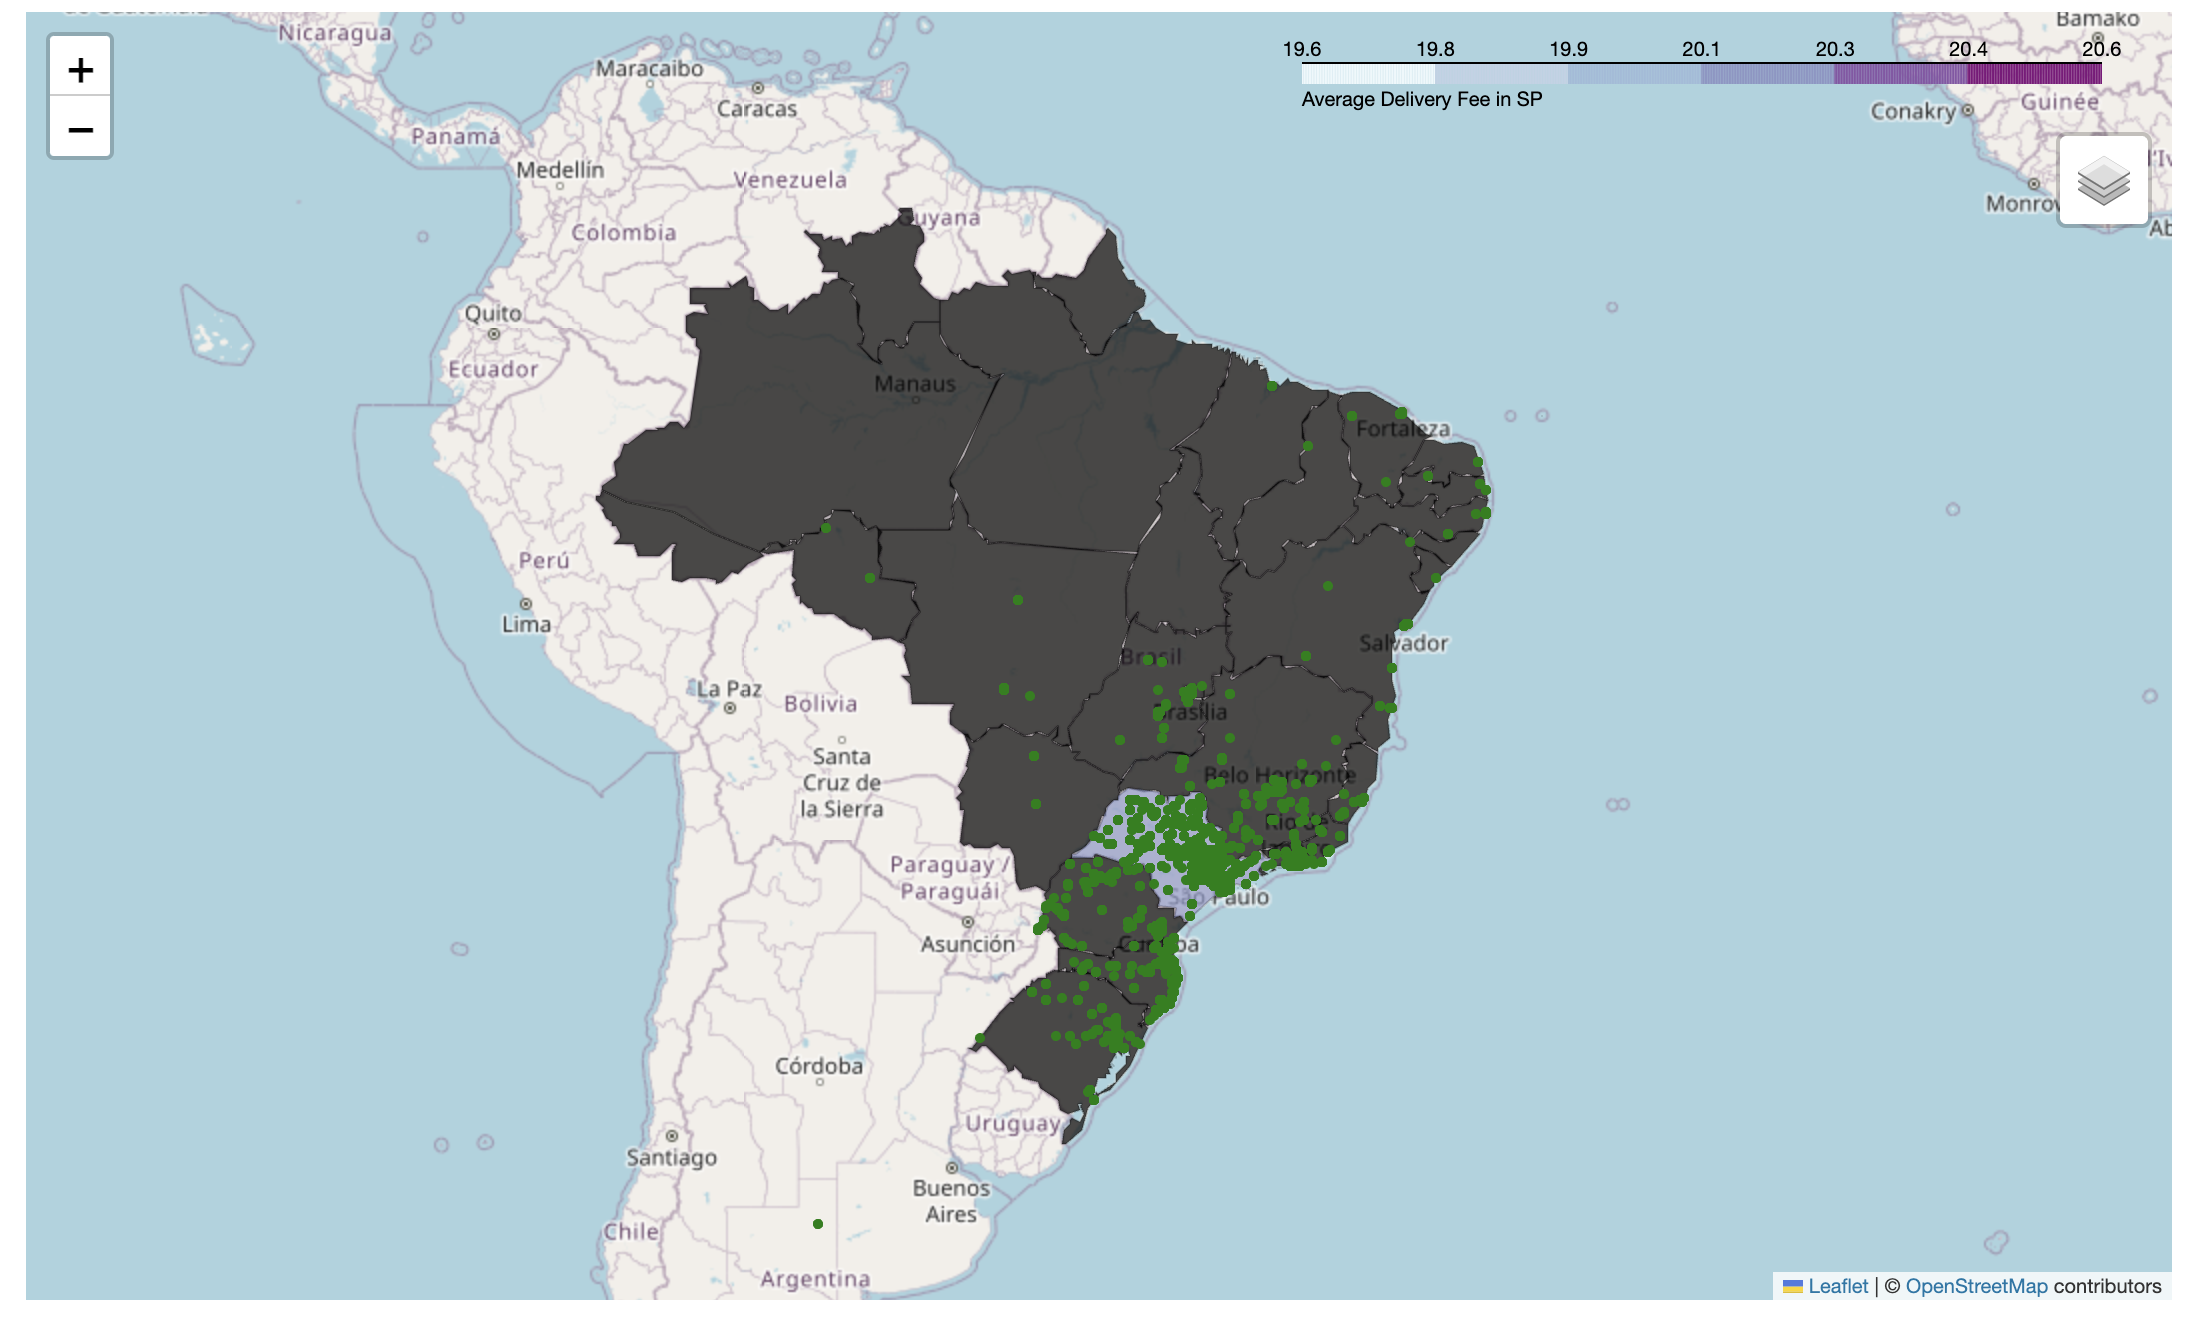 Nicaragua
Bamako
+
−
19.6 19.8 19.9 20.1 20.3 20.4 20.6
Average Delivery Fee in SP
Maracaibo
Caracas
Conakry
Guinée
Panamá
Medellín
Venezuela
Colombia
Guyana
Quito
Ecuador
Manaus
Fortaleza
Perú
Lima
Salvador
Brasil
La Paz
Bolivia
Brasília
Santa
Cruz de
la Sierra
Belo Horizonte
Rio de
Paraguay /
Paraguái
São Paulo
Asunción
Curitiba
Córdoba
Uruguay
Santiago
Buenos
Aires
Chile
Argentina
Leaflet | © OpenStreetMap contributors